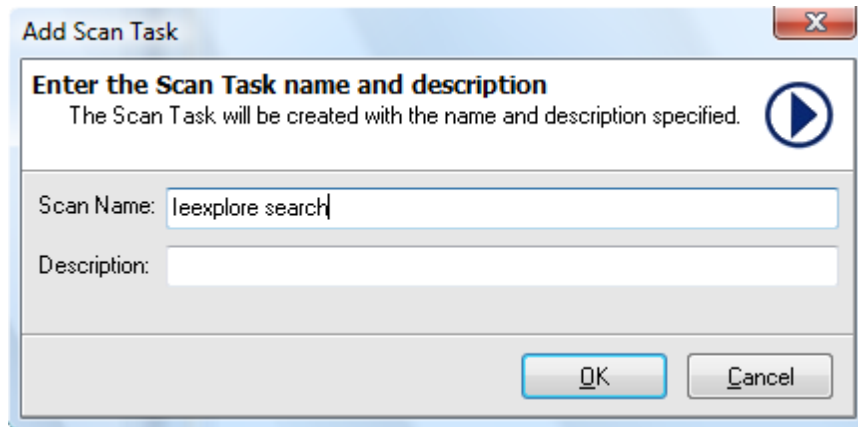 Add Scan Task
Enter the Scan Task name and description
The Scan Task will be created with the name and description specified.
Scan Name: Ieexplore search
Description:
OK Cancel